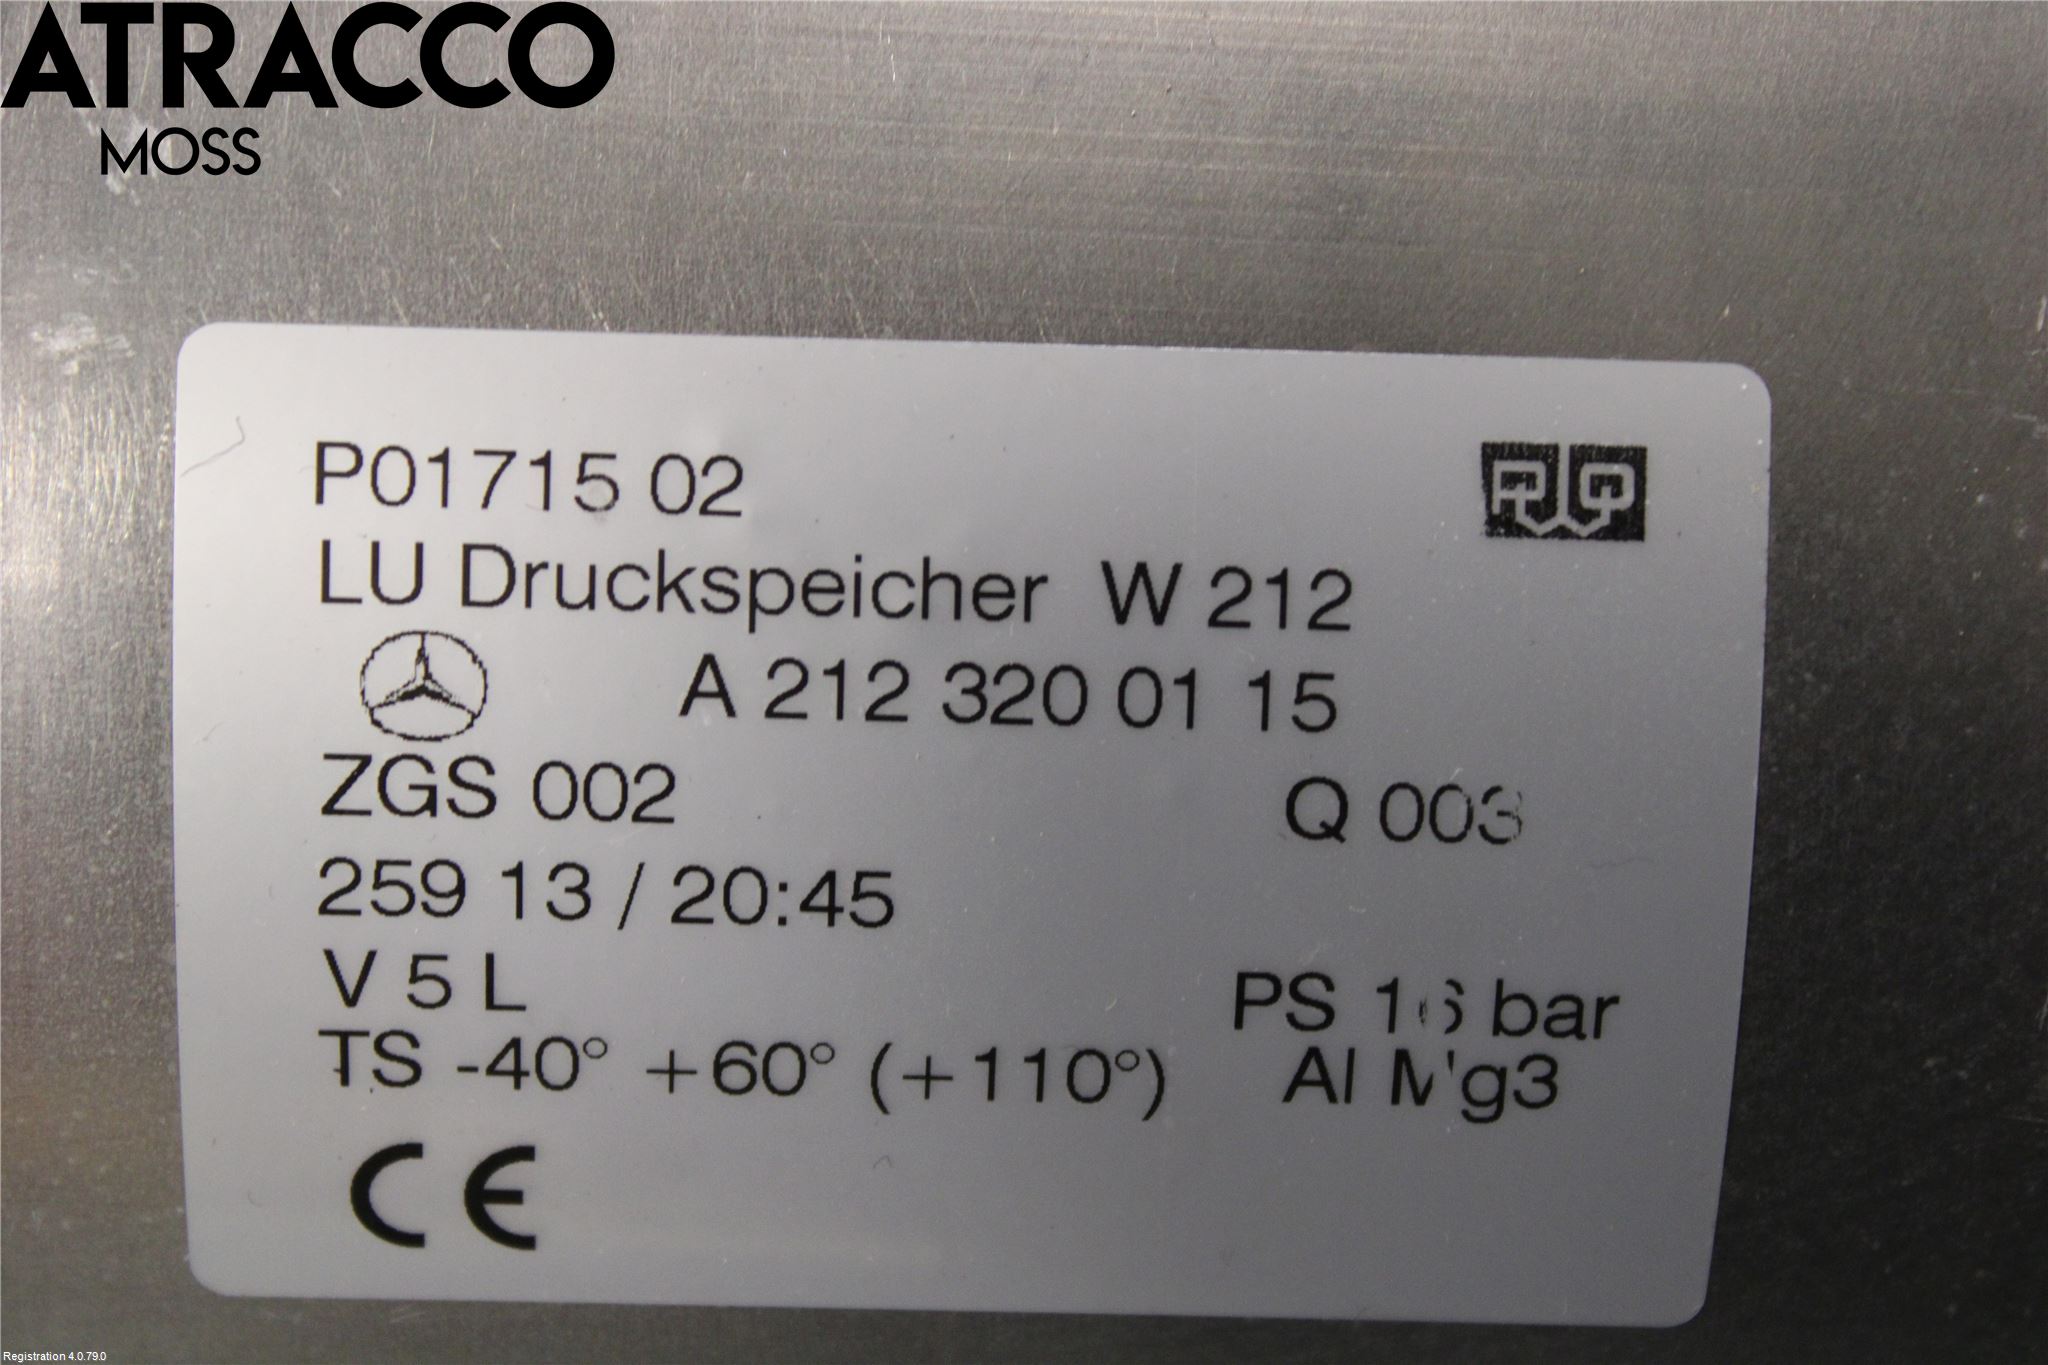 ATRACCO
MOSS
P01715 02
LU Druckspeicher W 212
A 212 320 01 15
ZGS 002 Q 003
259 13 / 20:45
V 5 L PS 16 bar
TS -40° +60° (+110°) Al Mg3
CE
Registration 4.0.79.0